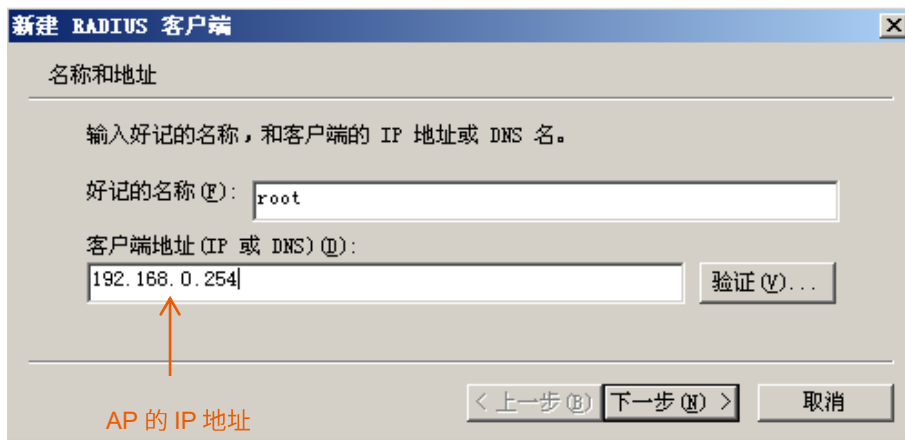 新建 RADIUS 客户端
名称和地址
输入好记的名称，和客户端的 IP 地址或 DNS 名。
好记的名称(F): root
客户端地址(IP 或 DNS)(D):
192.168.0.254 验证(V)...
AP 的 IP 地址
< 上一步(B) 下一步(N) > 取消